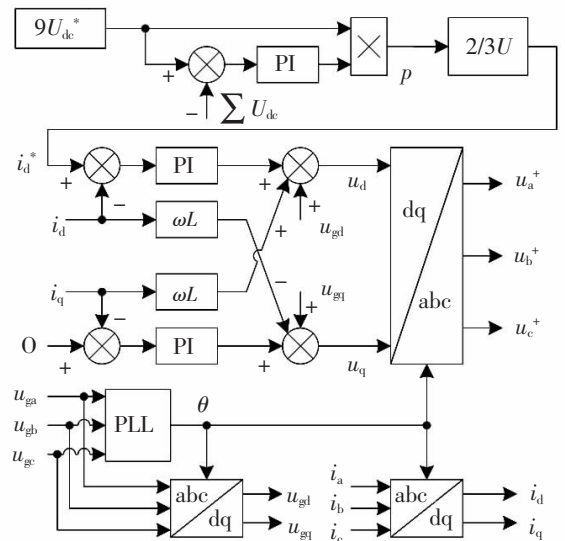 9U_dc^*
PI
×
p
2/3U
+
− ∑ U_dc
i_d^*
+
PI
+
u_d
−
+
i_d
ωL
+
u_gd
dq
abc
u_a^+
u_b^+
u_c^+
i_q
ωL
−
+
u_gq
−
O
+
PI
+
u_q
u_ga
u_gb
u_gc
PLL
θ
abc
dq
u_gd
u_gq
i_a
i_b
i_c
abc
dq
i_d
i_q